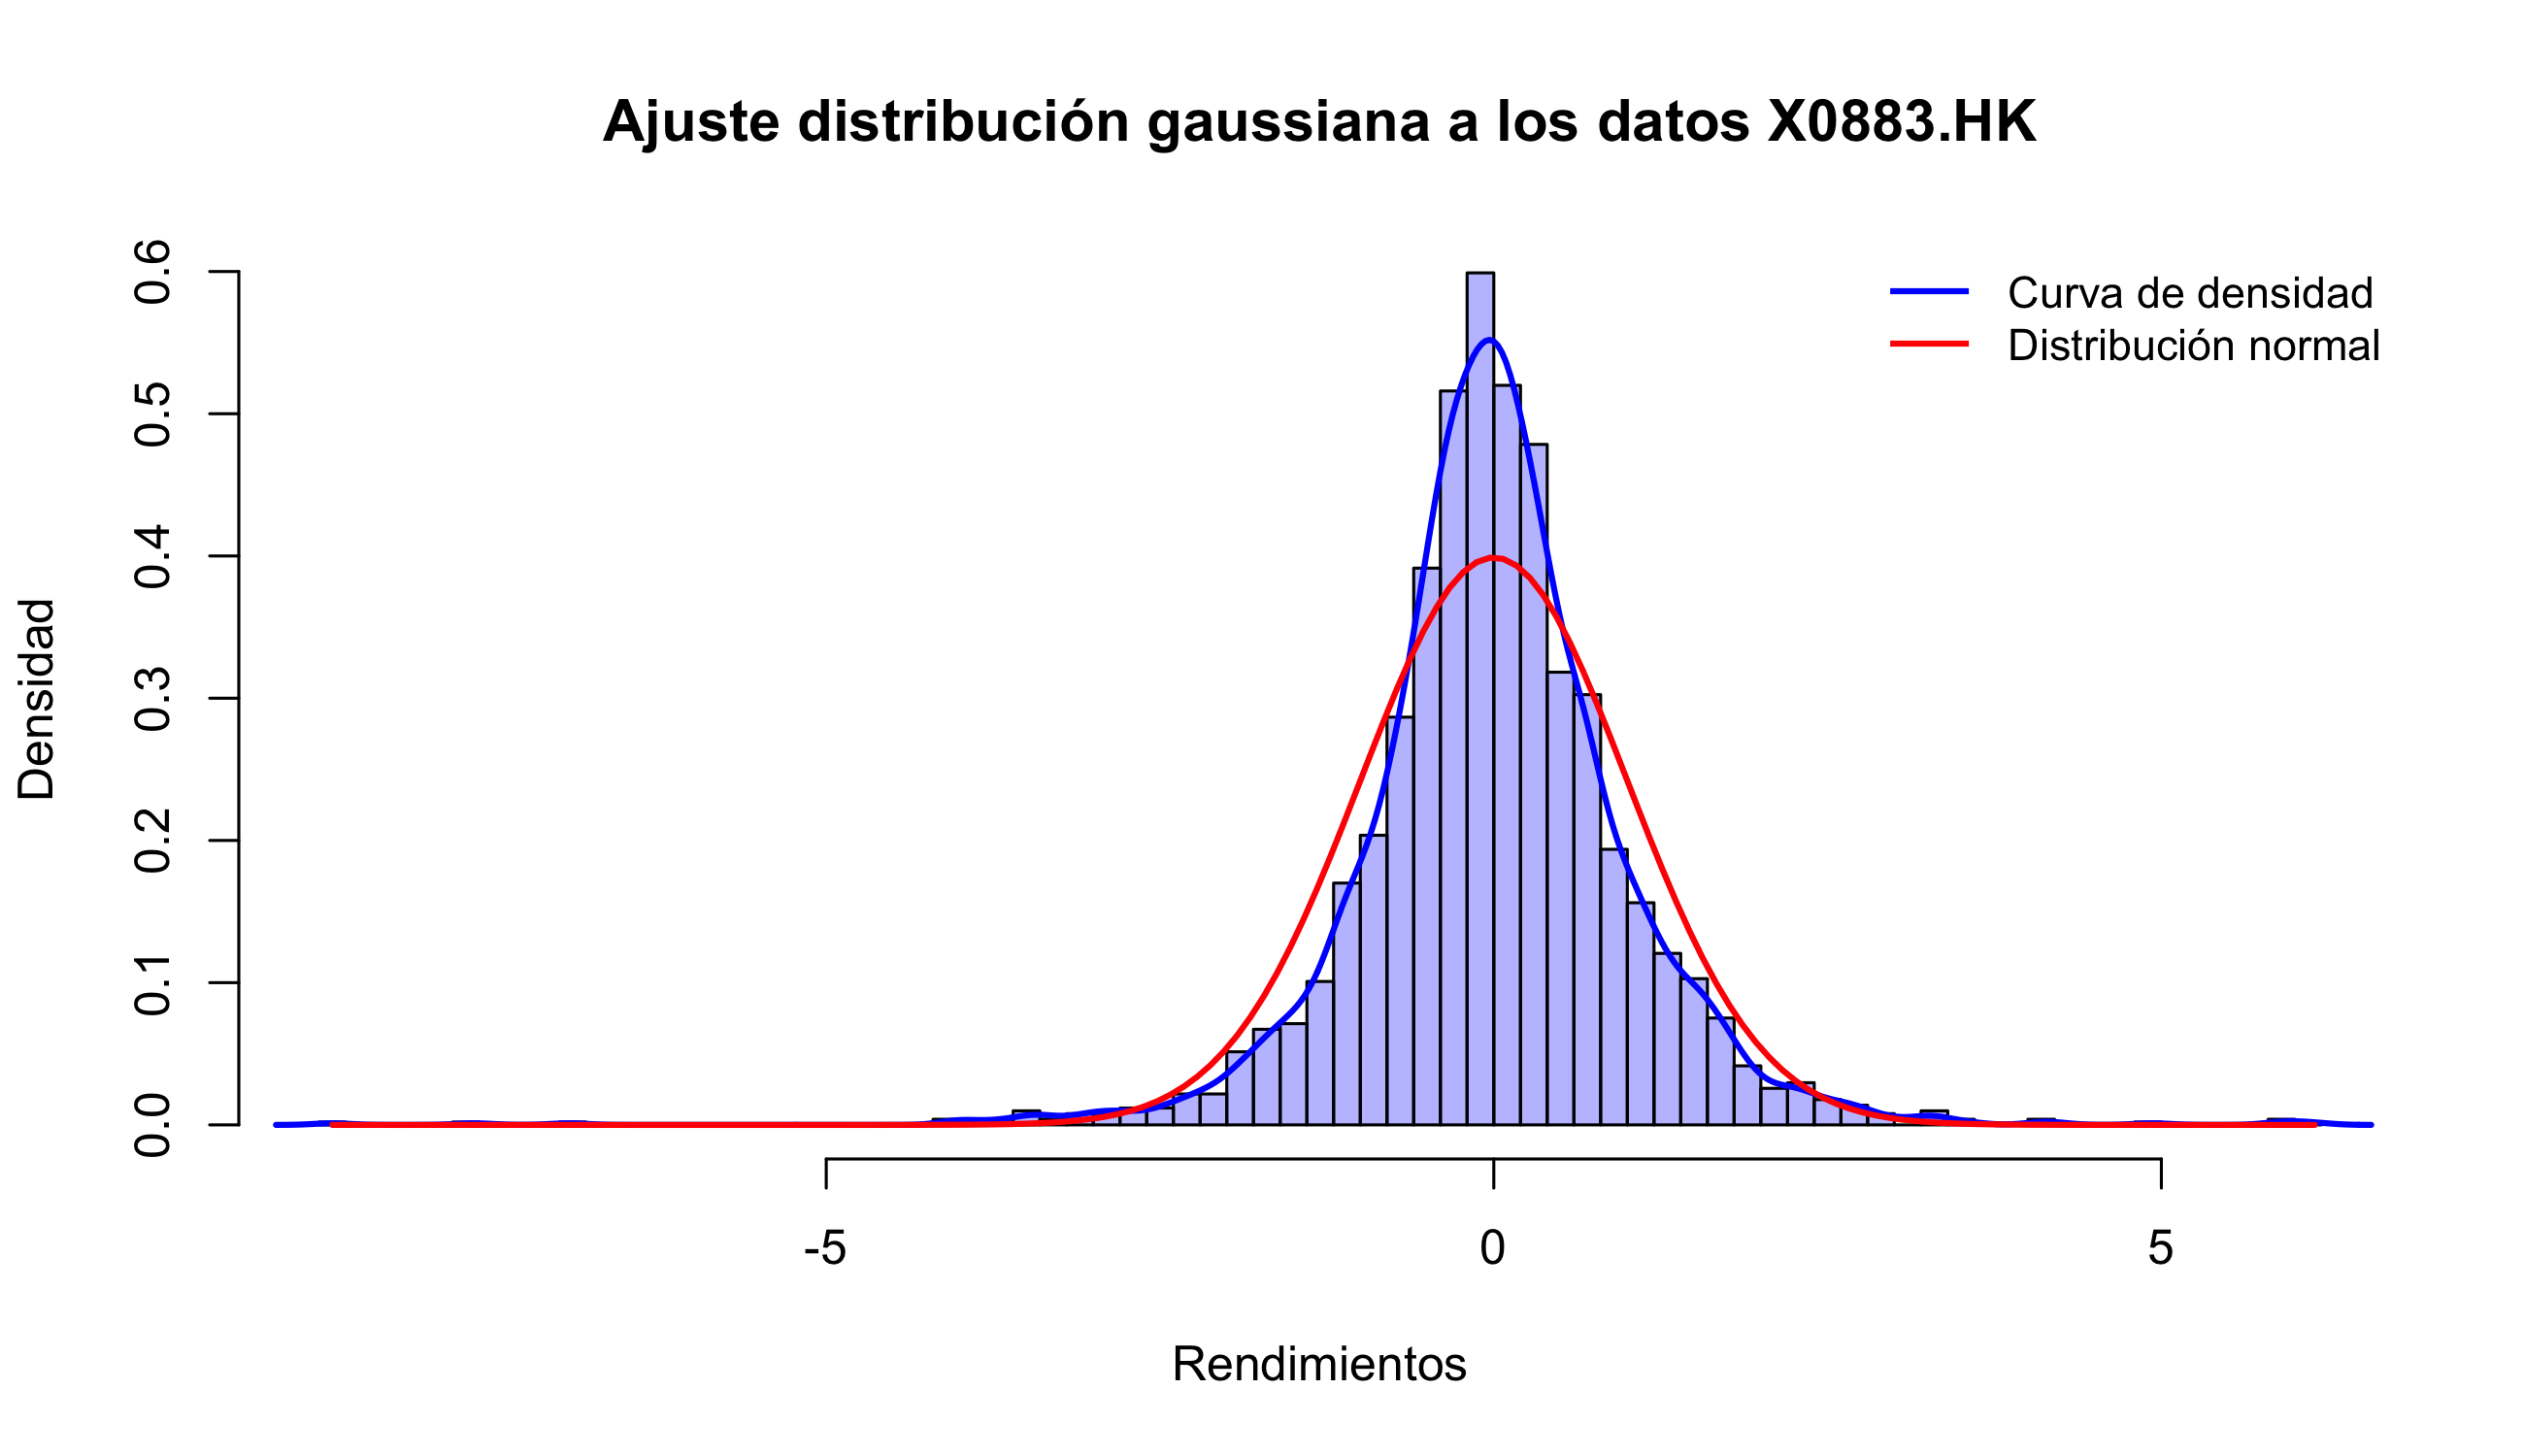 Ajuste distribución gaussiana a los datos X0883.HK
Curva de densidad
Distribución normal
Densidad
0.6
0.5
0.4
0.3
0.2
0.1
0.0
-5
0
5
Rendimientos